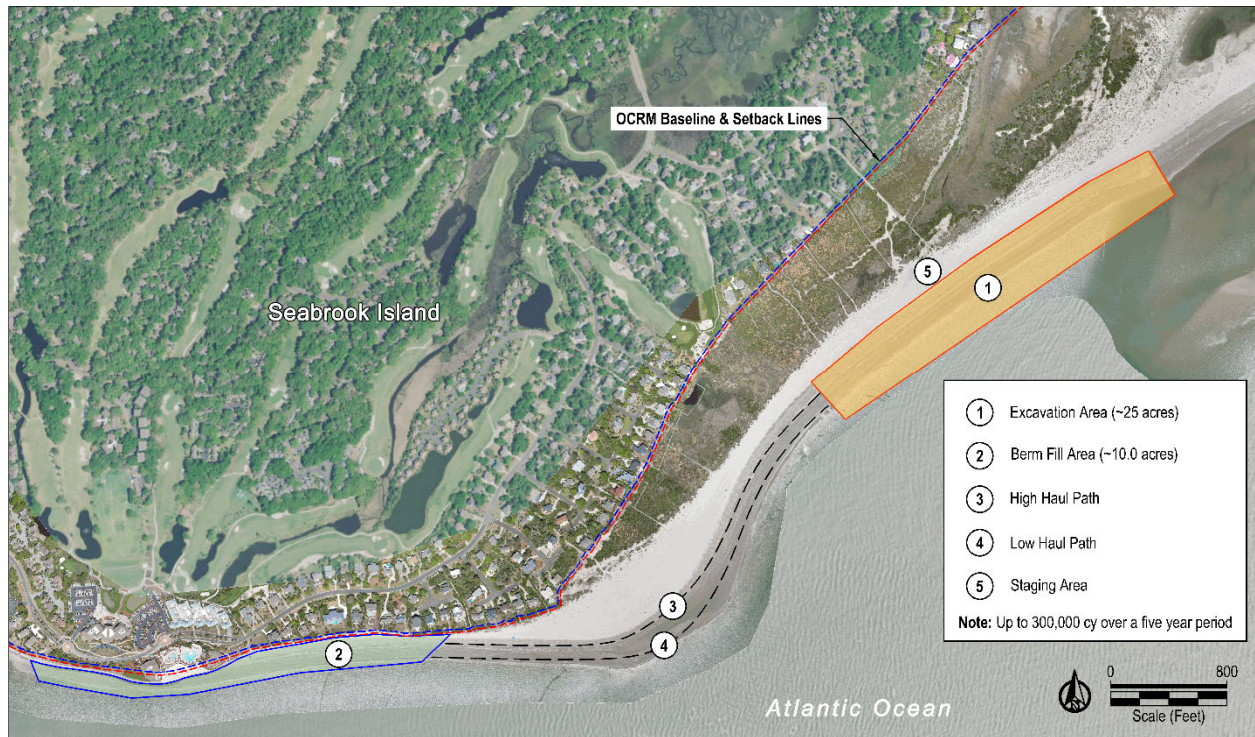 OCRM Baseline & Setback Lines
5
1
Seabrook Island
1 Excavation Area (~25 acres)
2 Berm Fill Area (~10.0 acres)
3 High Haul Path
4 Low Haul Path
5 Staging Area
Note: Up to 300,000 cy over a five year period
3
4
2
0 800
Scale (Feet)
Atlantic Ocean